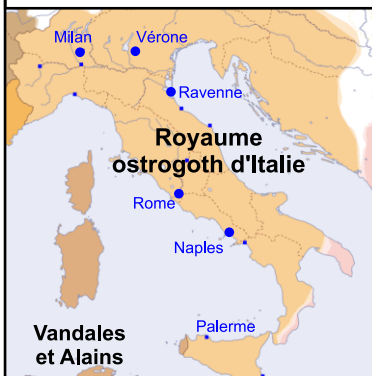 Milan
Vérone
Ravenne
Royaume
ostrogoth d'Italie
Rome
Naples
Palerme
Vandales
et Alains